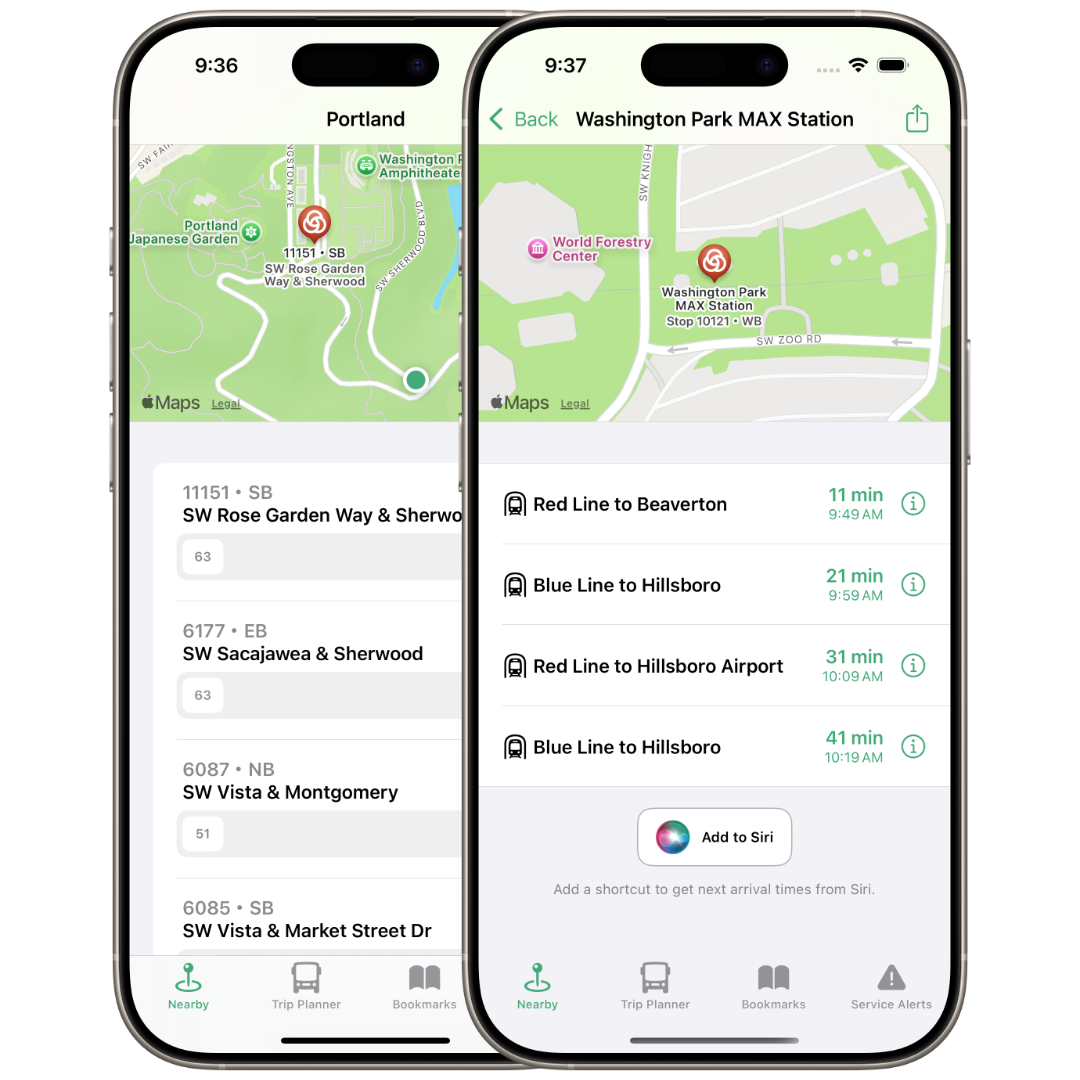 9:36
Portland
SW FAI
NGSTON AVE
Washington P
Amphitheater
Portland
Japanese Garden
11151 • SB
SW Rose Garden
Way & Sherwood
SW SHERWOOD BLVD
Maps Legal
11151 • SB
SW Rose Garden Way & Sherwo
63
6177 • EB
SW Sacajawea & Sherwood
63
6087 • NB
SW Vista & Montgomery
51
6085 • SB
SW Vista & Market Street Dr
Nearby
Trip Planner
Bookmarks
9:37
Back
Washington Park MAX Station
SW KNIGH
World Forestry
Center
Washington Park
MAX Station
Stop 10121 • WB
SW ZOO RD
Maps Legal
Red Line to Beaverton
11 min
9:49 AM
Blue Line to Hillsboro
21 min
9:59 AM
Red Line to Hillsboro Airport
31 min
10:09 AM
Blue Line to Hillsboro
41 min
10:19 AM
Add to Siri
Add a shortcut to get next arrival times from Siri.
Nearby
Trip Planner
Bookmarks
Service Alerts